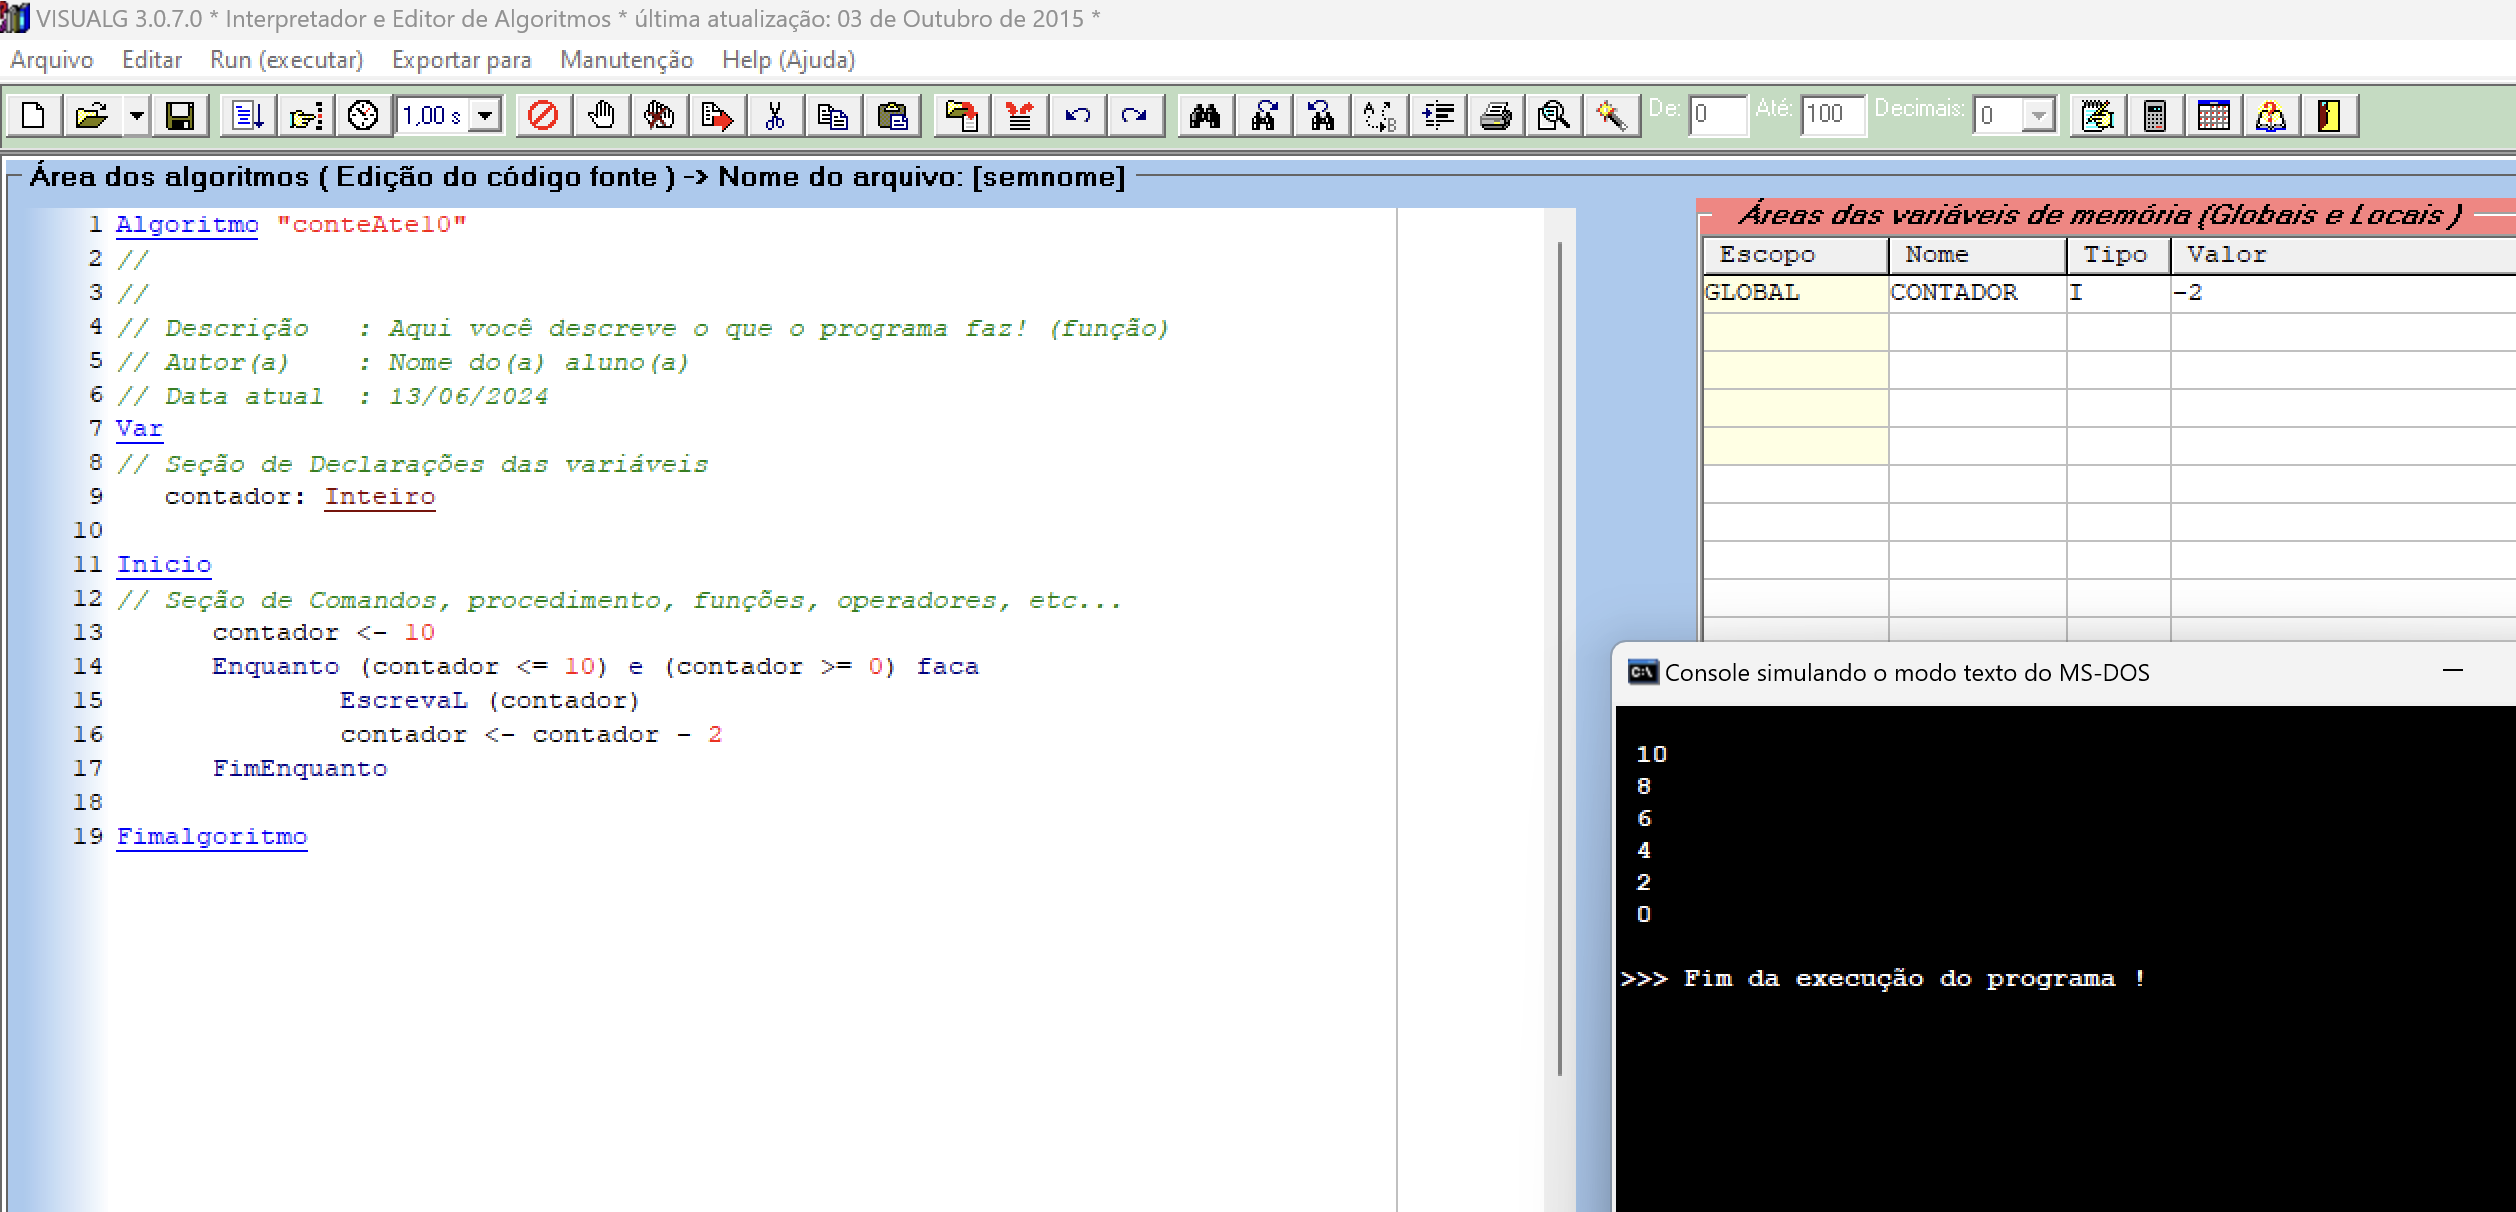 VISUALG 3.0.7.0 * Interpretador e Editor de Algoritmos * última atualização: 03 de Outubro de 2015 *
Arquivo Editar Run (executar) Exportar para Manutenção Help (Ajuda)
1,00 s De: 0 Até: 100 Decimais: 0
Área dos algoritmos ( Edição do código fonte ) -> Nome do arquivo: [semnome]
1 Algoritmo "conteAte10"
2 //
3 //
4 // Descrição   : Aqui você descreve o que o programa faz! (função)
5 // Autor(a)    : Nome do(a) aluno(a)
6 // Data atual  : 13/06/2024
7 Var
8 // Seção de Declarações das variáveis
9    contador: Inteiro
10
11 Inicio
12 // Seção de Comandos, procedimento, funções, operadores, etc...
13       contador <- 10
14       Enquanto (contador <= 10) e (contador >= 0) faca
15               EscrevaL (contador)
16               contador <- contador - 2
17       FimEnquanto
18
19 Fimalgoritmo
Áreas das variáveis de memória (Globais e Locais )
Escopo Nome Tipo Valor
GLOBAL CONTADOR I -2
C:\ Console simulando o modo texto do MS-DOS
10
8
6
4
2
0
>>> Fim da execução do programa !